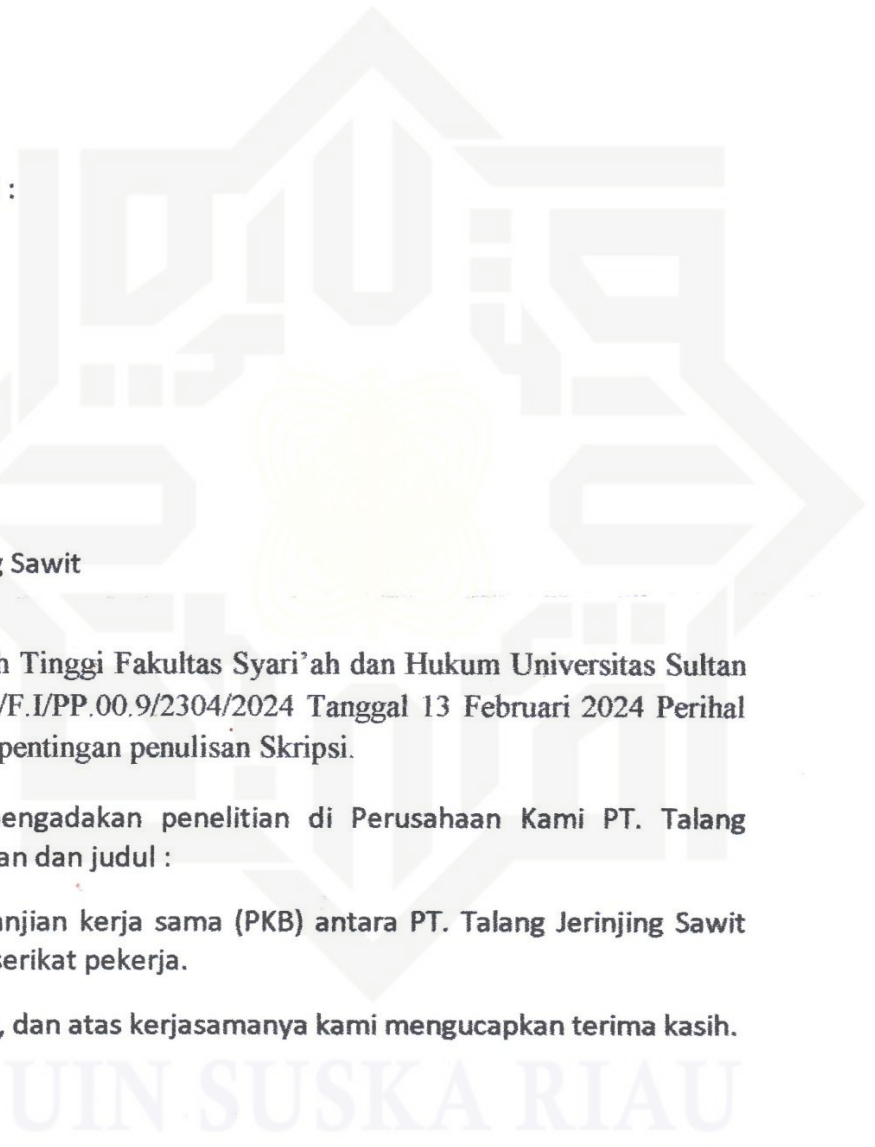 :
g Sawit
h Tinggi Fakultas Syari'ah dan Hukum Universitas Sultan
/F.I/PP.00.9/2304/2024 Tanggal 13 Februari 2024 Perihal
pentingan penulisan Skripsi.
engadakan penelitian di Perusahaan Kami PT. Talang
an dan judul :
anjian kerja sama (PKB) antara PT. Talang Jerinjing Sawit
serikat pekerja.
, dan atas kerjasamanya kami mengucapkan terima kasih.
UIN SUSKA RIAU